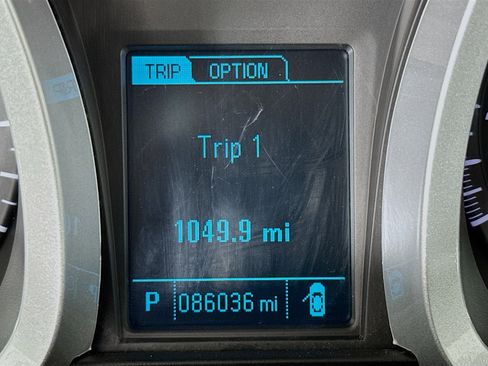 TRIP OPTION
Trip 1
1049.9 mi
P 086036 mi